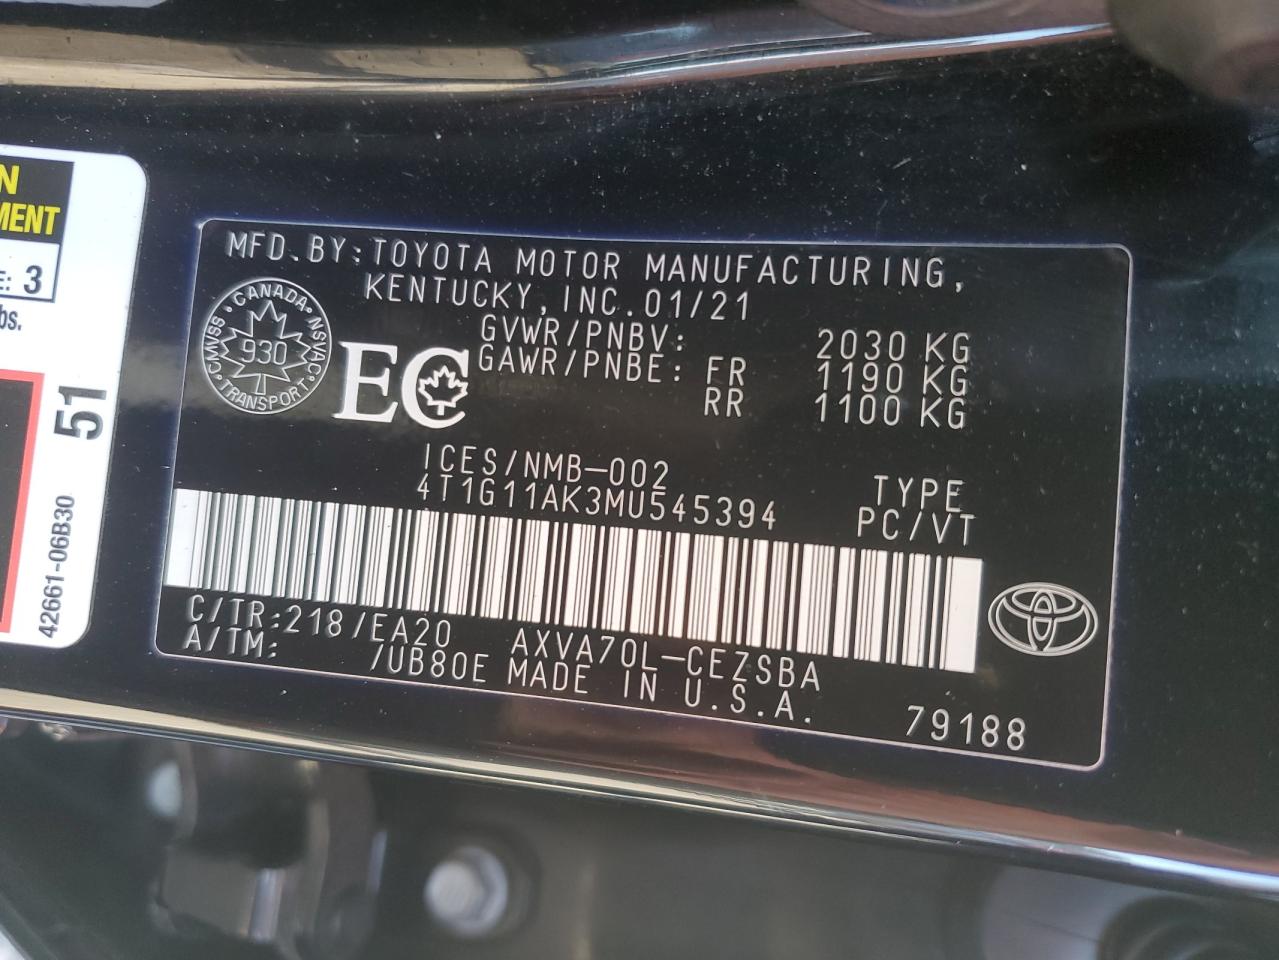 N
MENT
E: 3
bs.
51
42661-06B30
MFD.BY:TOYOTA MOTOR MANUFACTURING,
KENTUCKY,INC.01/21
GVWR/PNBV: 2030 KG
GAWR/PNBE: FR 1190 KG
RR 1100 KG
CANADA
CMVSS NSVAC
930
TRANSPORT
EC
ICES/NMB-002
4T1G11AK3MU545394
TYPE
PC/VT
C/TR:218/EA20 AXVA70L-CEZSBA
A/TM: /UB80E MADE IN U.S.A.
79188